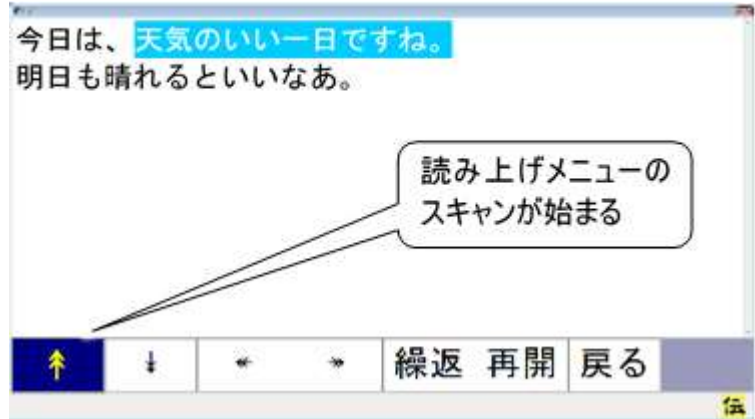 今日は、天気のいい一日ですね。
明日も晴れるといいなあ。
読み上げメニューの
スキャンが始まる
↟ ↡ ↞ ↠ 繰返 再開 戻る
伝